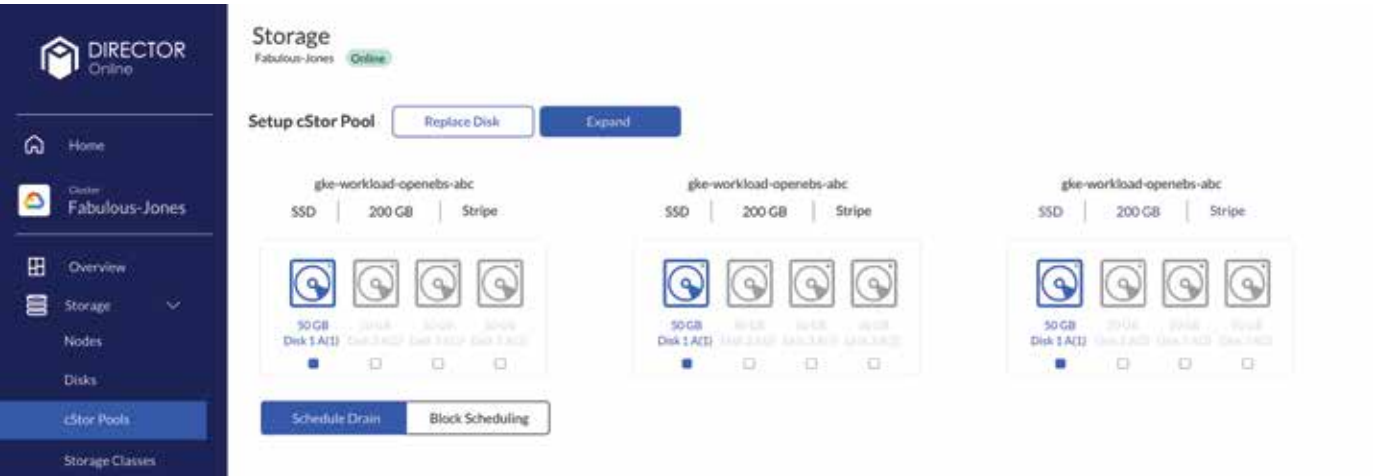 DIRECTOR
Online
Home
Cluster
Fabulous-Jones
Overview
Storage
Nodes
Disks
cStor Pools
Storage Classes
Storage
Fabulous-Jones Online
Setup cStor Pool Replace Disk Expand
gke-workload-openebs-abc
SSD 200 GB Stripe
50 GB
Disk 1 A(1)
gke-workload-openebs-abc
SSD 200 GB Stripe
50 GB
Disk 1 A(1)
gke-workload-openebs-abc
SSD 200 GB Stripe
50 GB
Disk 1 A(1)
Schedule Drain Block Scheduling